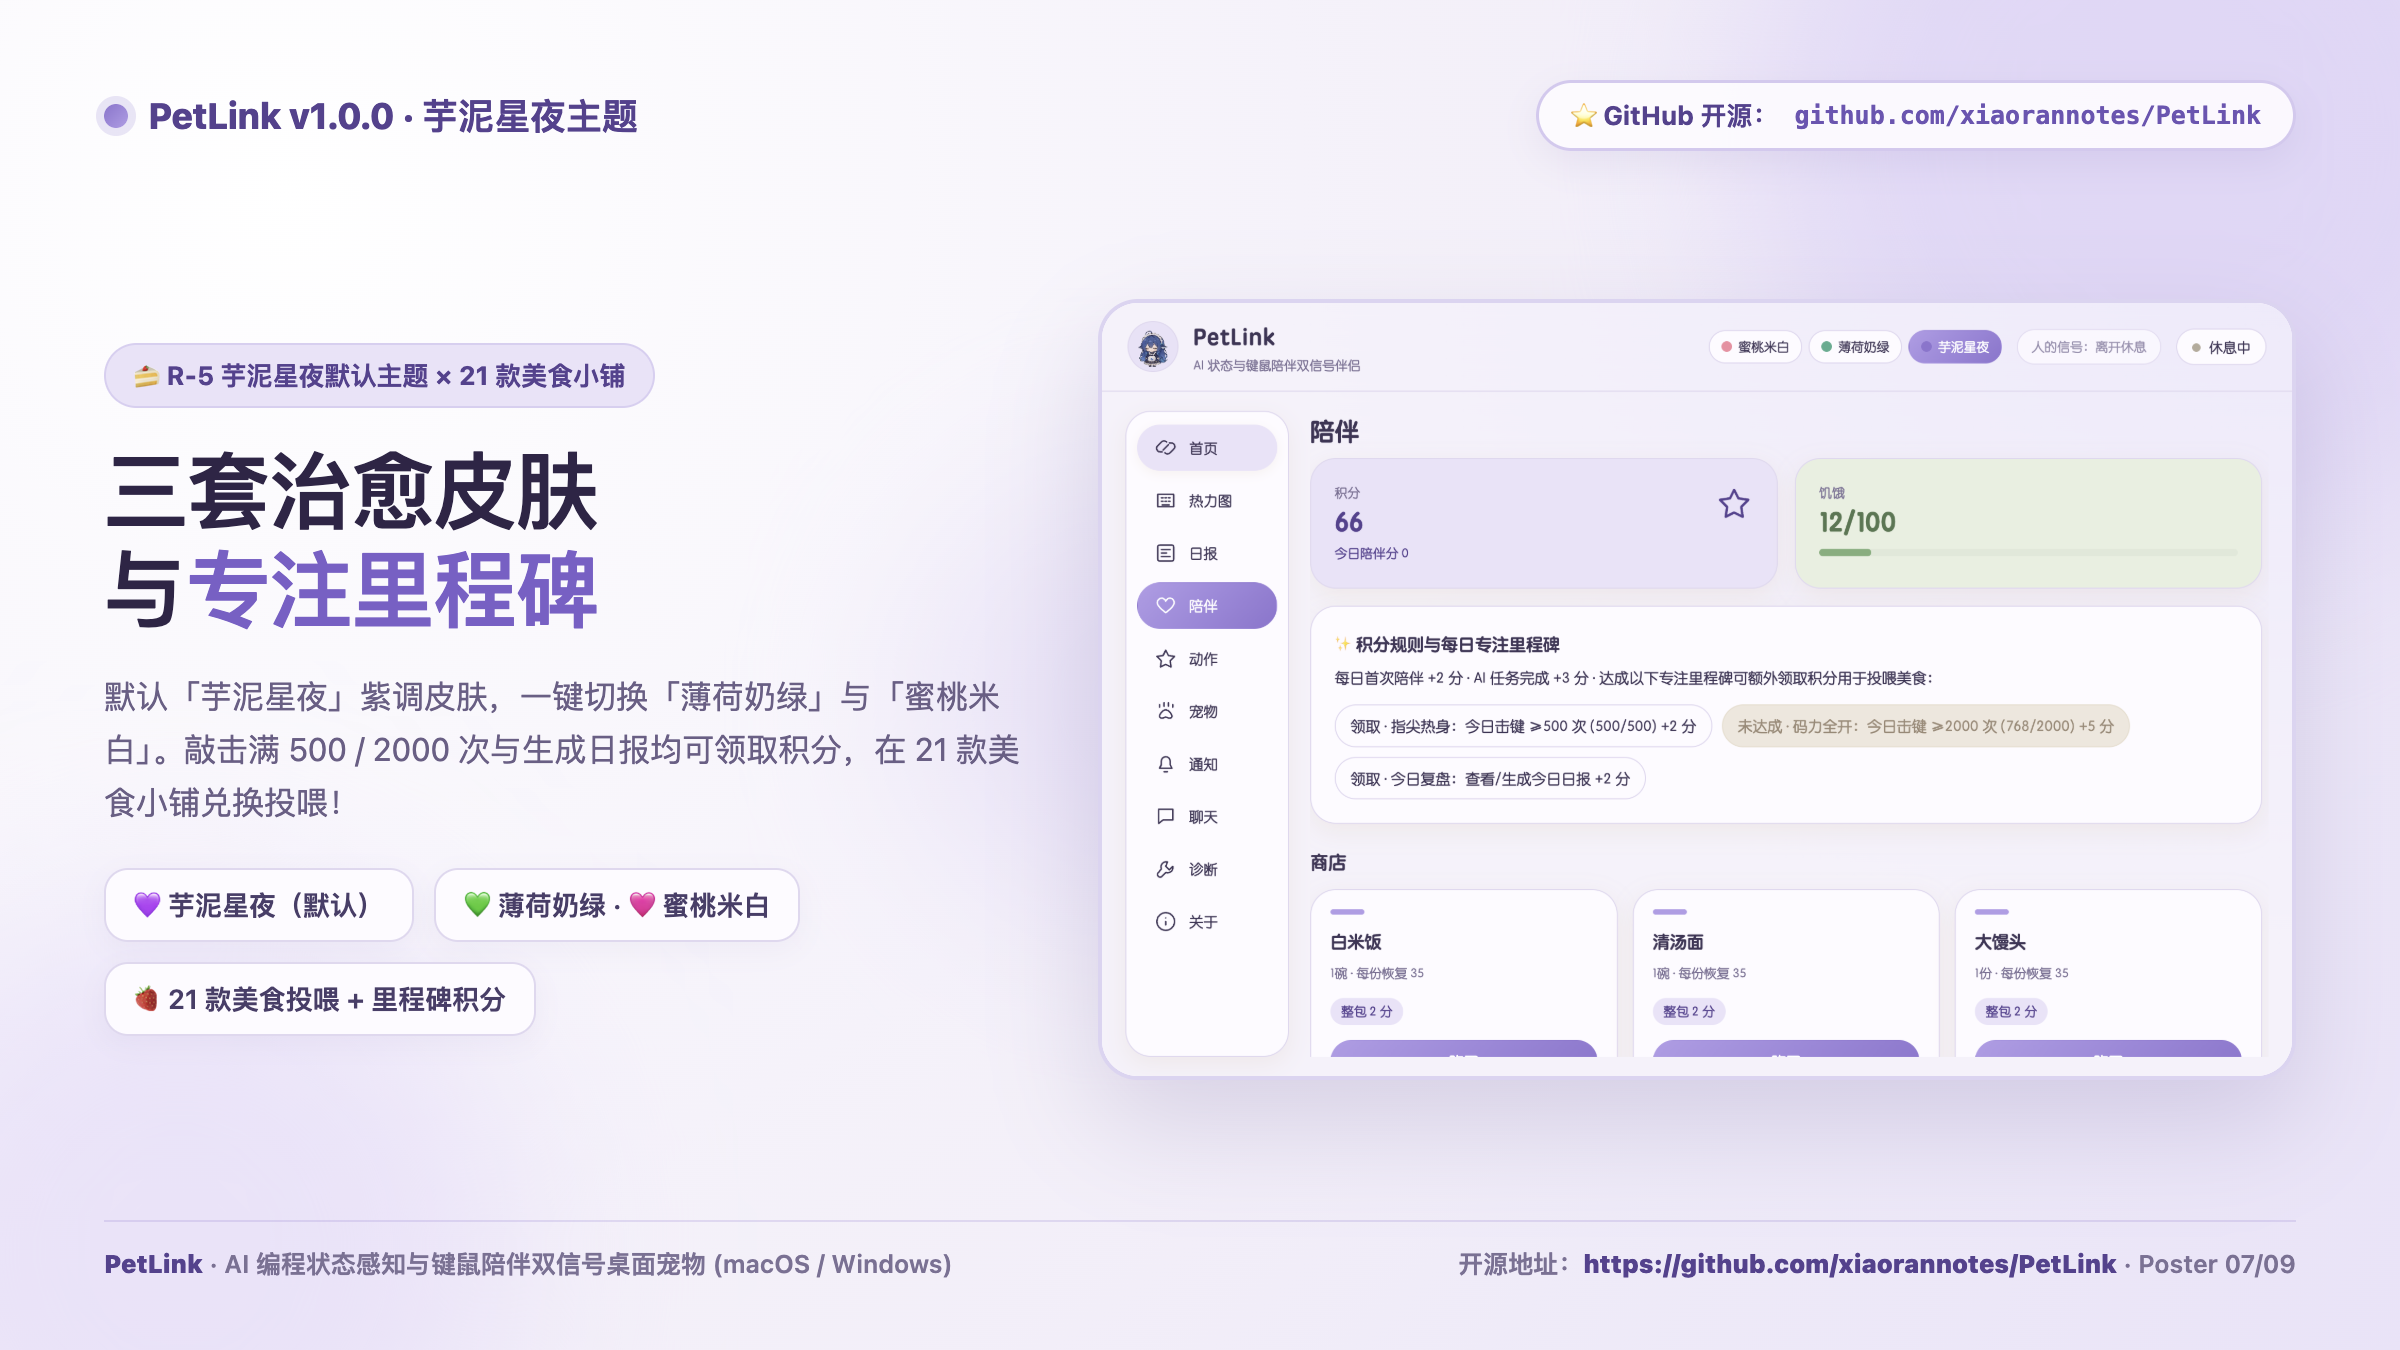 PetLink v1.0.0 · 芋泥星夜主题
⭐ GitHub 开源： github.com/xiaorannotes/PetLink
🍰 R-5 芋泥星夜默认主题 × 21 款美食小铺
三套治愈皮肤
与专注里程碑
默认「芋泥星夜」紫调皮肤，一键切换「薄荷奶绿」与「蜜桃米
白」。敲击满 500 / 2000 次与生成日报均可领取积分，在 21 款美
食小铺兑换投喂！
💜 芋泥星夜（默认）
💚 薄荷奶绿 · 💗 蜜桃米白
🍓 21 款美食投喂 + 里程碑积分
PetLink
AI 状态与键鼠陪伴双信号伴侣
蜜桃米白
薄荷奶绿
芋泥星夜
人的信号：离开休息
休息中
首页
热力图
日报
陪伴
动作
宠物
通知
聊天
诊断
关于
陪伴
积分
66
今日陪伴分 0
饥饿
12/100
✨ 积分规则与每日专注里程碑
每日首次陪伴 +2 分 · AI 任务完成 +3 分 · 达成以下专注里程碑可额外领取积分用于投喂美食：
领取 · 指尖热身：今日击键 ≥500 次 (500/500) +2 分
未达成 · 码力全开：今日击键 ≥2000 次 (768/2000) +5 分
领取 · 今日复盘：查看/生成今日日报 +2 分
商店
白米饭
1碗 · 每份恢复 35
整包 2 分
清汤面
1碗 · 每份恢复 35
整包 2 分
大馒头
1份 · 每份恢复 35
整包 2 分
PetLink · AI 编程状态感知与键鼠陪伴双信号桌面宠物 (macOS / Windows)
开源地址：https://github.com/xiaorannotes/PetLink · Poster 07/09